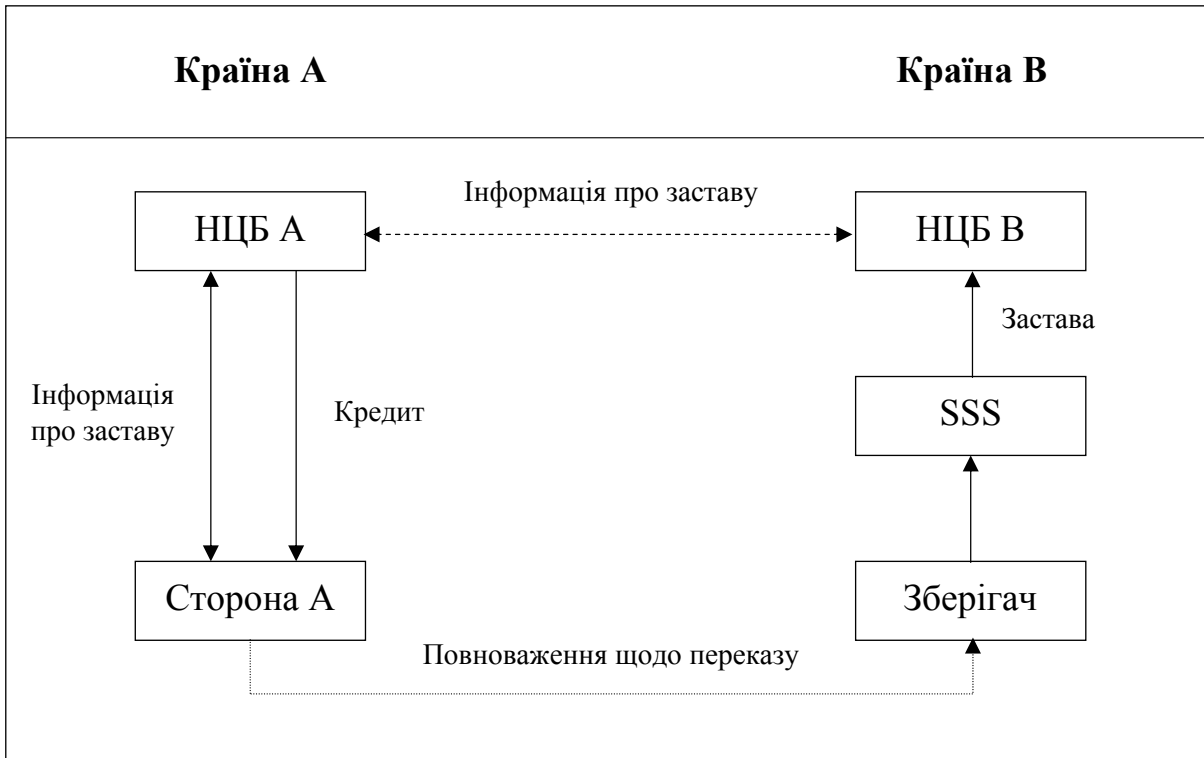 Країна А
Країна В
Інформація про заставу
НЦБ А
НЦБ В
Застава
Інформація
про заставу
Кредит
SSS
Сторона А
Зберігач
Повноваження щодо переказу